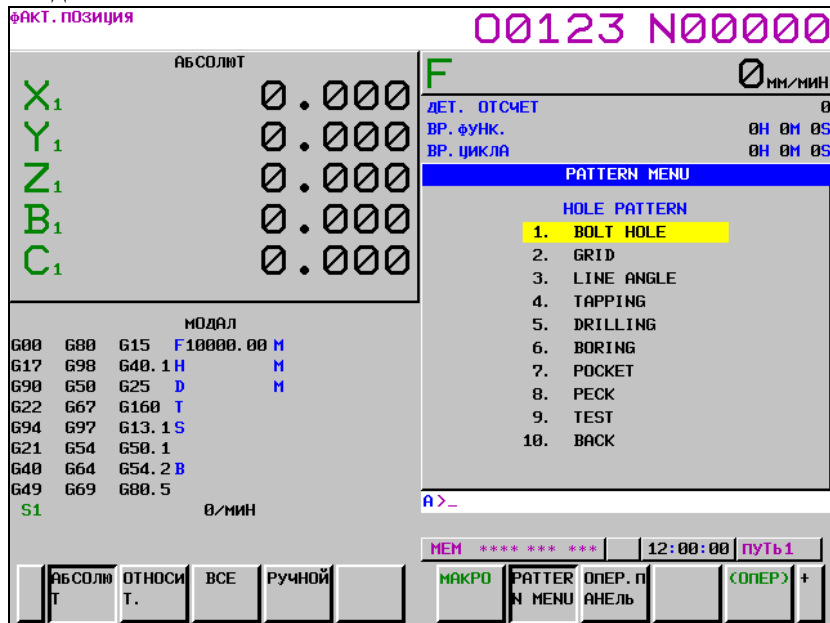 ФАКТ.ПОЗИЦИЯ
O0123 N00000
АБСОЛЮТ
X1 0.000
Y1 0.000
Z1 0.000
B1 0.000
C1 0.000
F 0 ММ/МИН
ДЕТ. ОТСЧЕТ 0
ВР.ФУНК. 0H 0M 0S
ВР.ЦИКЛА 0H 0M 0S
PATTERN MENU
HOLE PATTERN
1. BOLT HOLE
2. GRID
3. LINE ANGLE
4. TAPPING
5. DRILLING
6. BORING
7. POCKET
8. PECK
9. TEST
10. BACK
МОДАЛ
G00 G80 G15 F10000.00 M
G17 G98 G40.1 H M
G90 G50 G25 D M
G22 G67 G160 T
G94 G97 G13.1 S
G21 G54 G50.1
G40 G64 G54.2 B
G49 G69 G80.5
S1 0/МИН
A>_
MEM **** *** *** 12:00:00 ПУТЬ1
АБСОЛЮ
Т
ОТНОСИ
Т.
ВСЕ
РУЧНОЙ
МАКРО
PATTER
N MENU
ОПЕР.П
АНЕЛЬ
(ОПЕР)
+